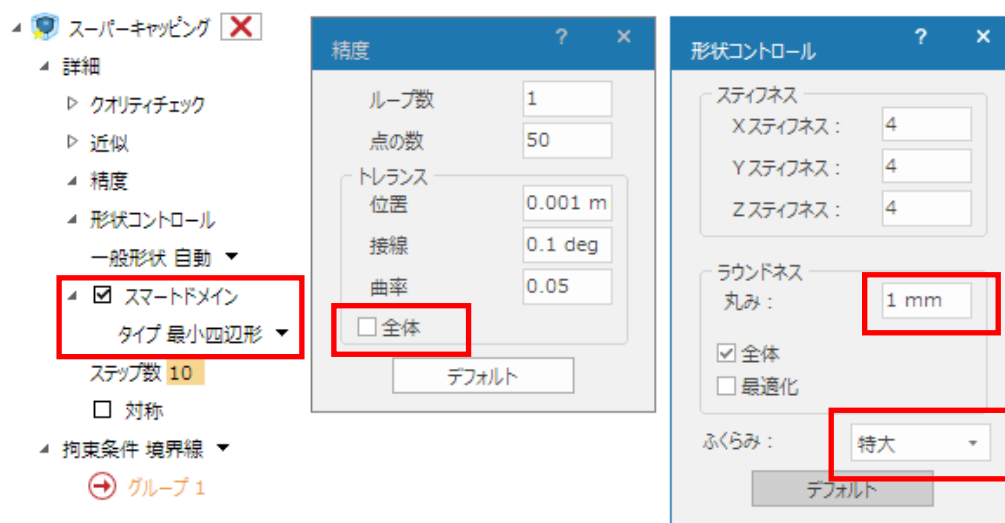 スーパーキャッピング
詳細
クオリティチェック
近似
精度
形状コントロール
一般形状 自動
スマートドメイン
タイプ 最小四辺形
ステップ数 10
対称
拘束条件 境界線
グループ 1
精度 ? ×
ループ数 1
点の数 50
トレランス
位置 0.001 m
接線 0.1 deg
曲率 0.05
全体
デフォルト
形状コントロール ? ×
スティフネス
Xスティフネス： 4
Yスティフネス： 4
Zスティフネス： 4
ラウンドネス
丸み： 1 mm
全体
最適化
ふくらみ： 特大
デフォルト